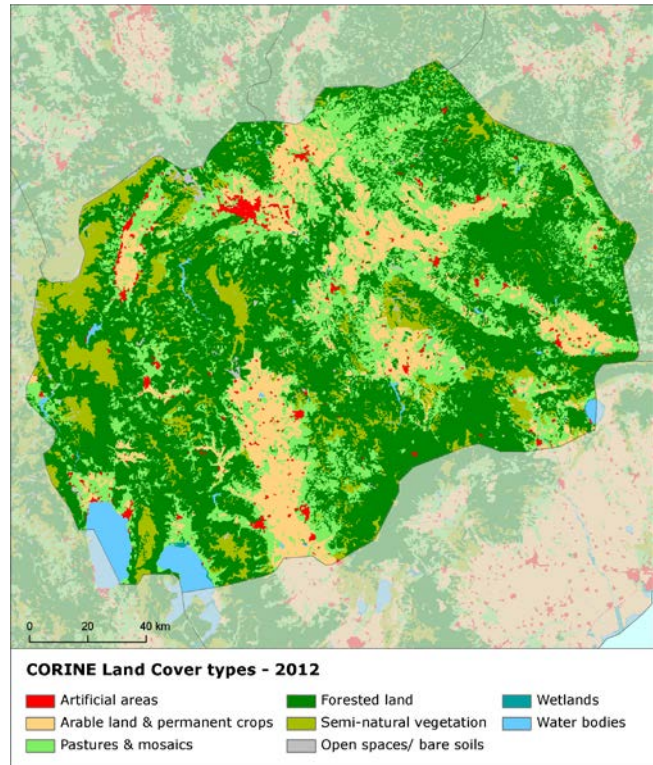 0 20 40 km
CORINE Land Cover types - 2012
Artificial areas Forested land Wetlands
Arable land & permanent crops Semi-natural vegetation Water bodies
Pastures & mosaics Open spaces/ bare soils